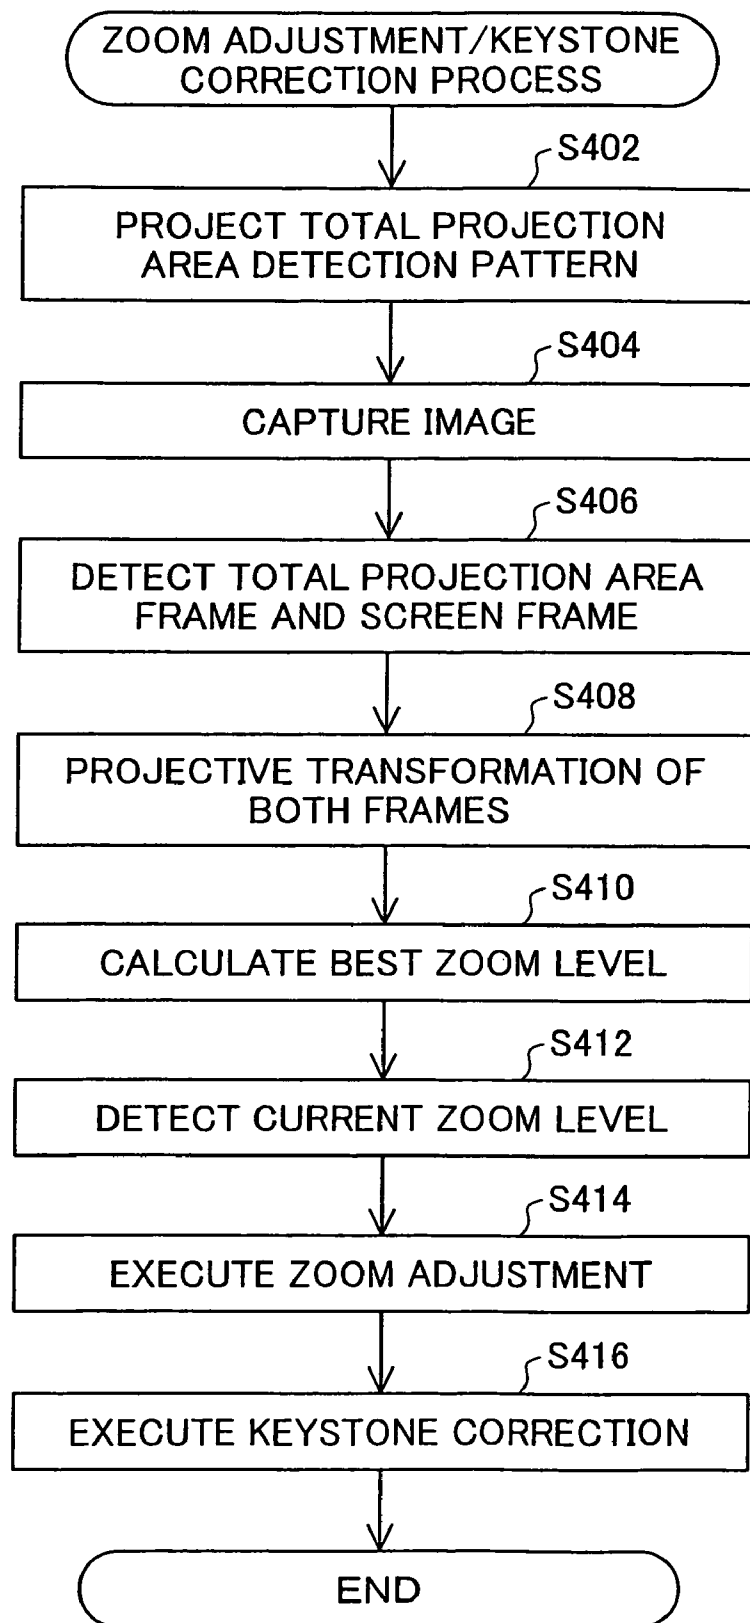 ZOOM ADJUSTMENT/KEYSTONE
CORRECTION PROCESS
S402
PROJECT TOTAL PROJECTION
AREA DETECTION PATTERN
S404
CAPTURE IMAGE
S406
DETECT TOTAL PROJECTION AREA
FRAME AND SCREEN FRAME
S408
PROJECTIVE TRANSFORMATION OF
BOTH FRAMES
S410
CALCULATE BEST ZOOM LEVEL
S412
DETECT CURRENT ZOOM LEVEL
S414
EXECUTE ZOOM ADJUSTMENT
S416
EXECUTE KEYSTONE CORRECTION
END